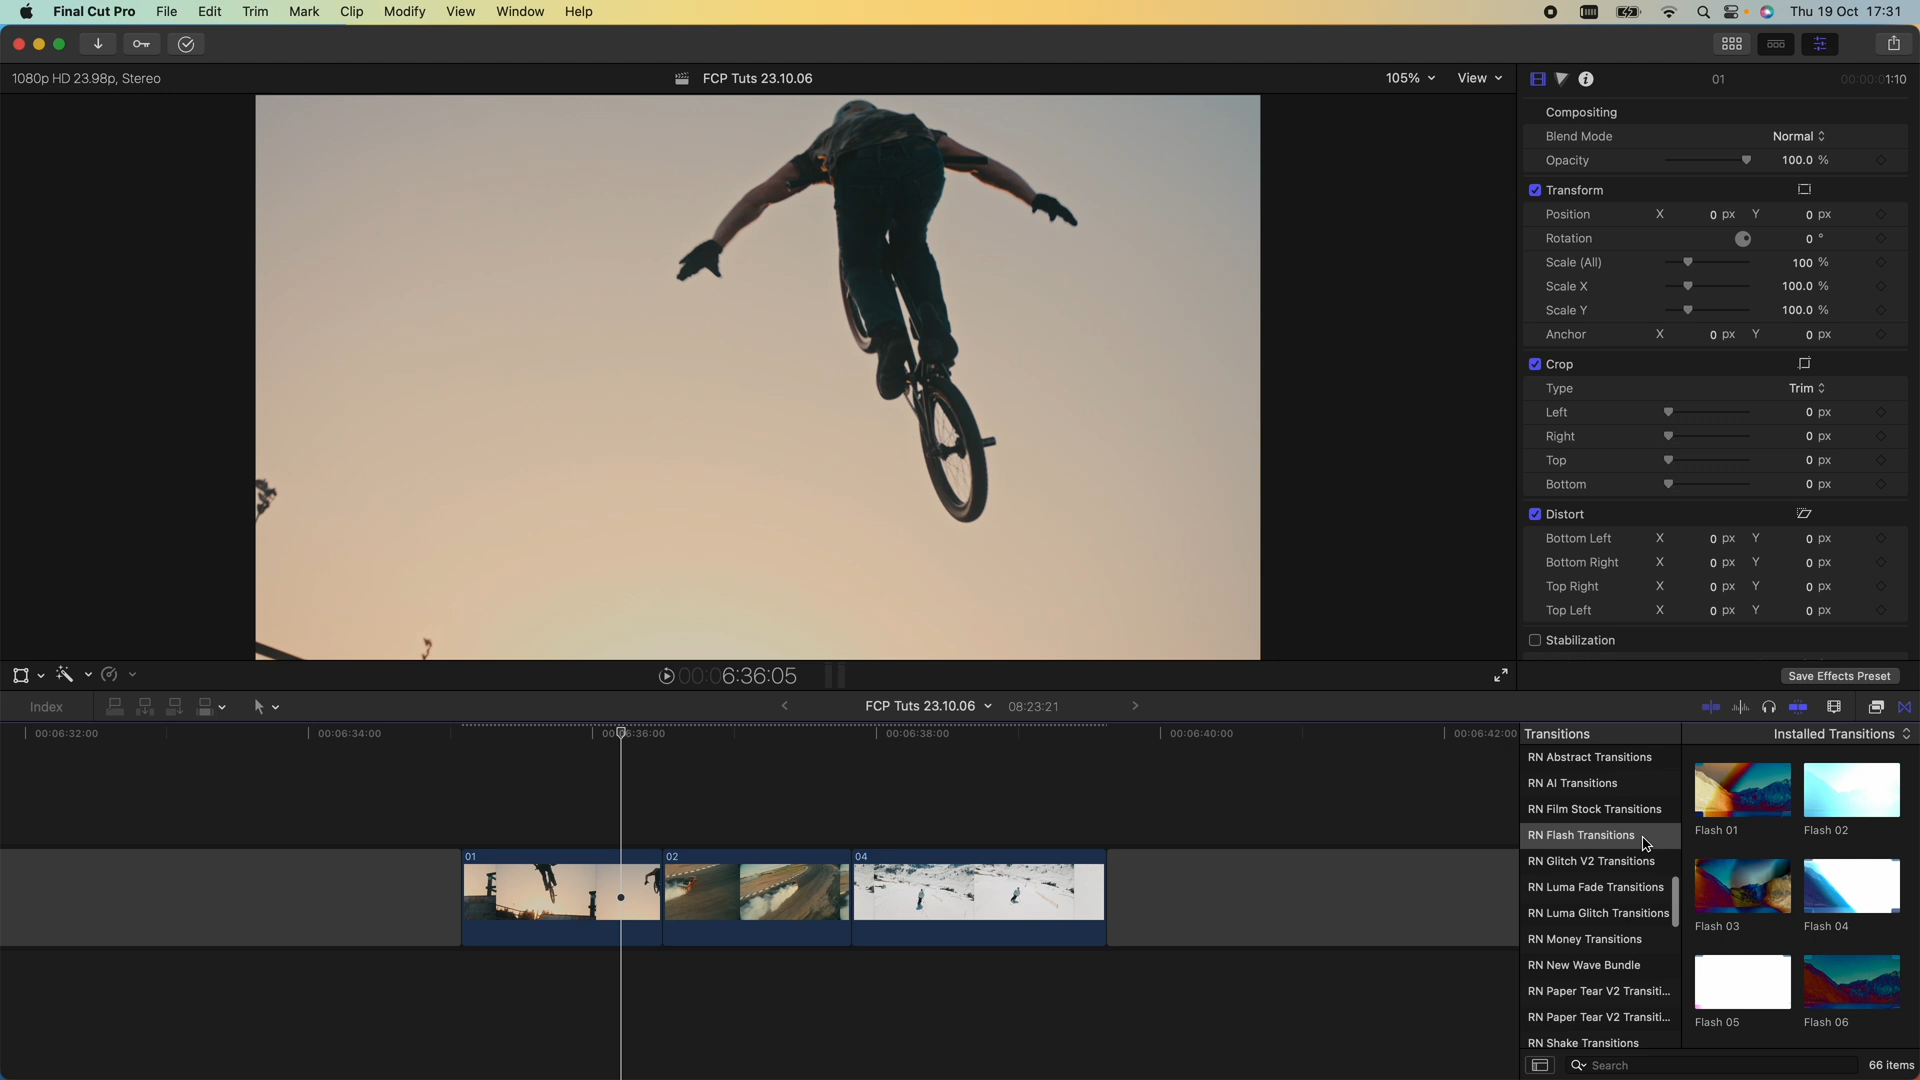 Final Cut Pro File Edit Trim Mark Clip Modify View Window Help Thu 19 Oct 17:31
1080p HD 23.98p, Stereo FCP Tuts 23.10.06 105% View 01 00:00:01:10
Compositing
Blend Mode Normal
Opacity 100.0 %
Transform
Position X 0 px Y 0 px
Rotation 0 °
Scale (All) 100 %
Scale X 100.0 %
Scale Y 100.0 %
Anchor X 0 px Y 0 px
Crop
Type Trim
Left 0 px
Right 0 px
Top 0 px
Bottom 0 px
Distort
Bottom Left X 0 px Y 0 px
Bottom Right X 0 px Y 0 px
Top Right X 0 px Y 0 px
Top Left X 0 px Y 0 px
Stabilization
00:00:6:36:05 Save Effects Preset
Index FCP Tuts 23.10.06 08:23:21
00:06:32:00 00:06:34:00 00:06:36:00 00:06:38:00 00:06:40:00 00:06:42:00
01 02 04
Transitions Installed Transitions
RN Abstract Transitions
RN AI Transitions
RN Film Stock Transitions
RN Flash Transitions
RN Glitch V2 Transitions
RN Luma Fade Transitions
RN Luma Glitch Transitions
RN Money Transitions
RN New Wave Bundle
RN Paper Tear V2 Transiti...
RN Paper Tear V2 Transiti...
RN Shake Transitions
Flash 01 Flash 02
Flash 03 Flash 04
Flash 05 Flash 06
Search 66 items